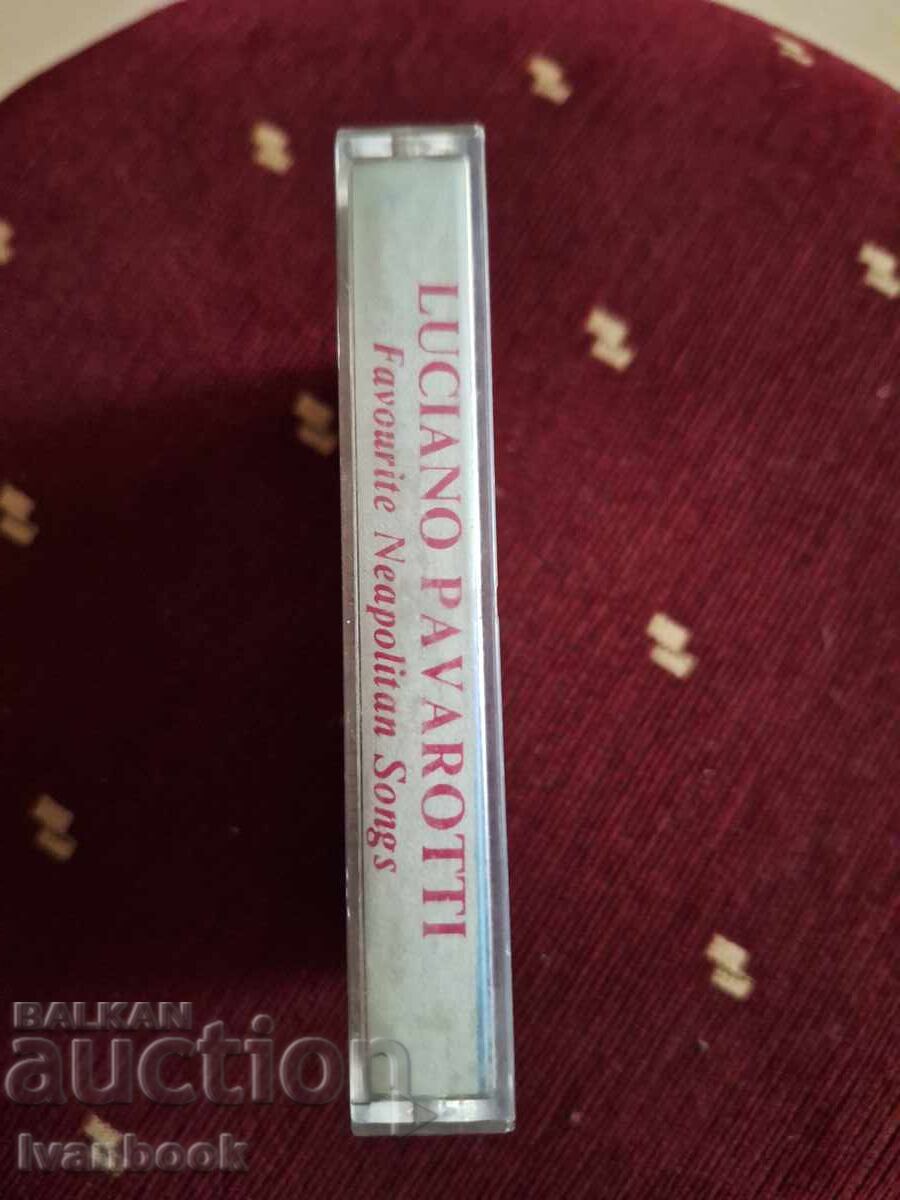 LUCIANO PAVAROTTI
Favourite Neapolitan Songs
BALKAN
auction
Ivanbook